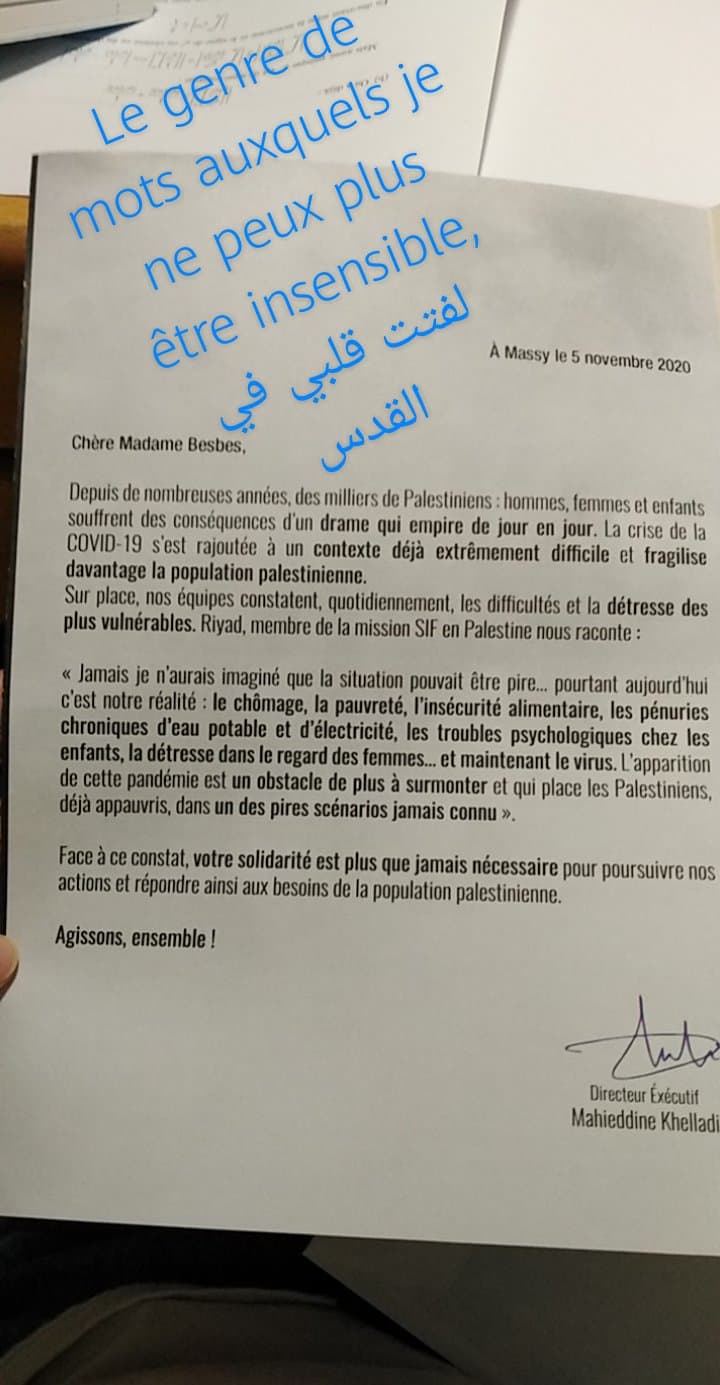 Le genre de
mots auxquels je
ne peux plus
être insensible,
لفتت قلبي في
القدس
À Massy le 5 novembre 2020
Chère Madame Besbes,
Depuis de nombreuses années, des milliers de Palestiniens : hommes, femmes et enfants
souffrent des conséquences d'un drame qui empire de jour en jour. La crise de la
COVID-19 s'est rajoutée à un contexte déjà extrêmement difficile et fragilise
davantage la population palestinienne.
Sur place, nos équipes constatent, quotidiennement, les difficultés et la détresse des
plus vulnérables. Riyad, membre de la mission SIF en Palestine nous raconte :
« Jamais je n'aurais imaginé que la situation pouvait être pire... pourtant aujourd'hui
c'est notre réalité : le chômage, la pauvreté, l'insécurité alimentaire, les pénuries
chroniques d'eau potable et d'électricité, les troubles psychologiques chez les
enfants, la détresse dans le regard des femmes... et maintenant le virus. L'apparition
de cette pandémie est un obstacle de plus à surmonter et qui place les Palestiniens,
déjà appauvris, dans un des pires scénarios jamais connu ».
Face à ce constat, votre solidarité est plus que jamais nécessaire pour poursuivre nos
actions et répondre ainsi aux besoins de la population palestinienne.
Agissons, ensemble !
Directeur Éxécutif
Mahieddine Khelladi